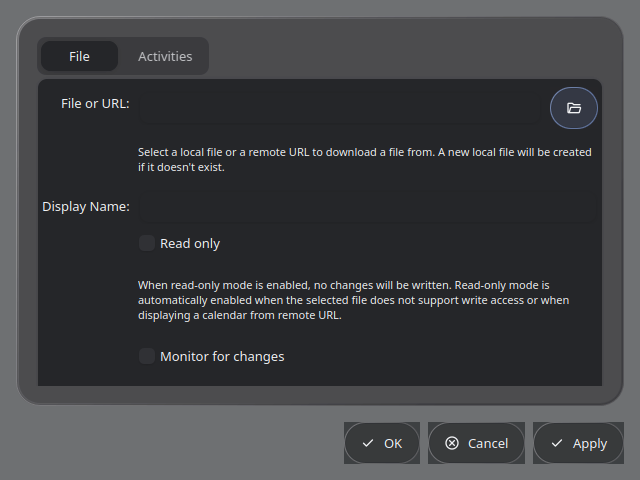 File
Activities
File or URL:
Select a local file or a remote URL to download a file from. A new local file will be created
if it doesn't exist.
Display Name:
Read only
When read-only mode is enabled, no changes will be written. Read-only mode is
automatically enabled when the selected file does not support write access or when
displaying a calendar from remote URL.
Monitor for changes
OK
Cancel
Apply